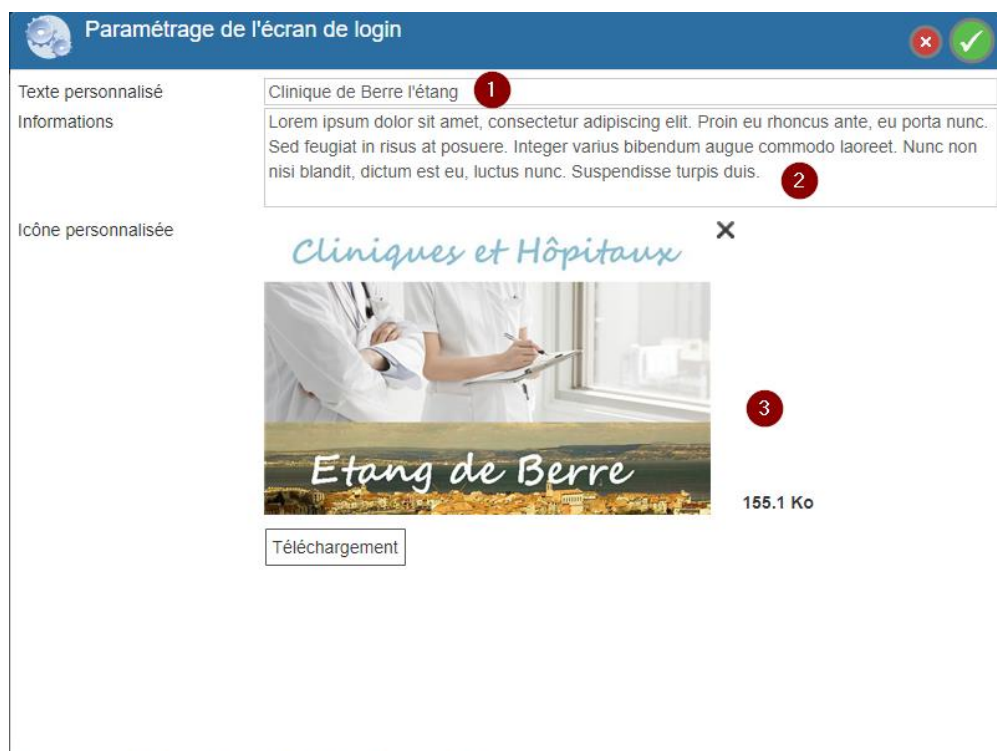 Paramétrage de l'écran de login
Texte personnalisé
Clinique de Berre l'étang
1
Informations
Lorem ipsum dolor sit amet, consectetur adipiscing elit. Proin eu rhoncus ante, eu porta nunc.
Sed feugiat in risus at posuere. Integer varius bibendum augue commodo laoreet. Nunc non
nisi blandit, dictum est eu, luctus nunc. Suspendisse turpis duis.
2
Icône personnalisée
Cliniques et Hôpitaux
3
Etang de Berre
155.1 Ko
Téléchargement